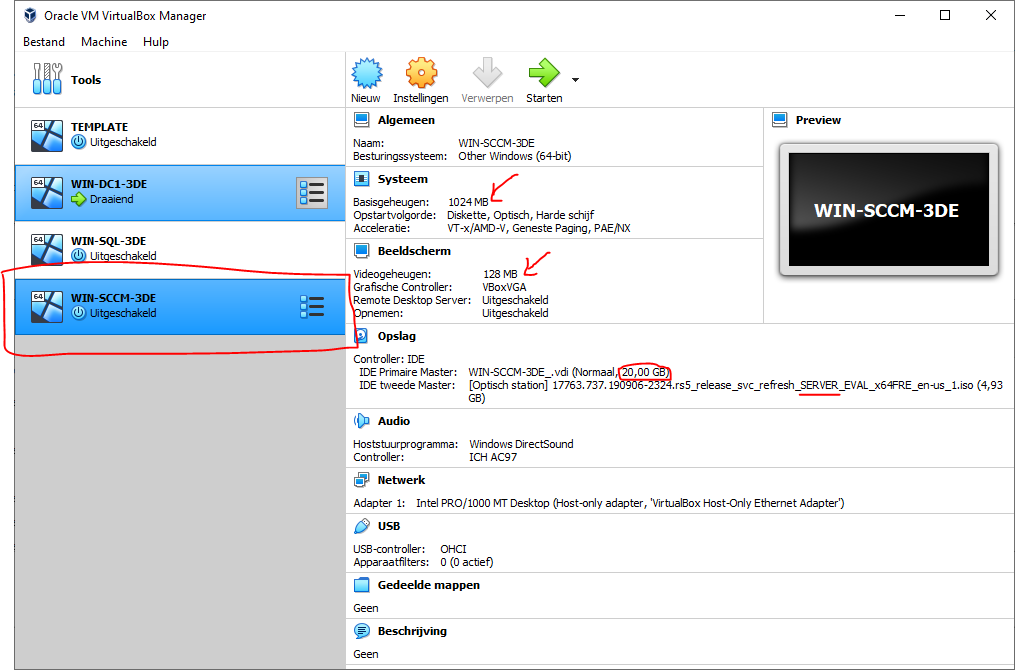 Oracle VM VirtualBox Manager
Bestand Machine Hulp
Tools
Nieuw Instellingen Verwerpen Starten
64 TEMPLATE
Uitgeschakeld
64 WIN-DC1-3DE
Draaiend
64 WIN-SQL-3DE
Uitgeschakeld
64 WIN-SCCM-3DE
Uitgeschakeld
Algemeen
Naam: WIN-SCCM-3DE
Besturingssysteem: Other Windows (64-bit)
Systeem
Basisgeheugen: 1024 MB
Opstartvolgorde: Diskette, Optisch, Harde schijf
Acceleratie: VT-x/AMD-V, Geneste Paging, PAE/NX
Beeldscherm
Videogeheugen: 128 MB
Grafische Controller: VBoxVGA
Remote Desktop Server: Uitgeschakeld
Opnemen: Uitgeschakeld
Preview
WIN-SCCM-3DE
Opslag
Controller: IDE
IDE Primaire Master: WIN-SCCM-3DE_.vdi (Normaal, 20,00 GB)
IDE tweede Master: [Optisch station] 17763.737.190906-2324.rs5_release_svc_refresh_SERVER_EVAL_x64FRE_en-us_1.iso (4,93
GB)
Audio
Hoststuurprogramma: Windows DirectSound
Controller: ICH AC97
Netwerk
Adapter 1: Intel PRO/1000 MT Desktop (Host-only adapter, 'VirtualBox Host-Only Ethernet Adapter')
USB
USB-controller: OHCI
Apparaatfilters: 0 (0 actief)
Gedeelde mappen
Geen
Beschrijving
Geen